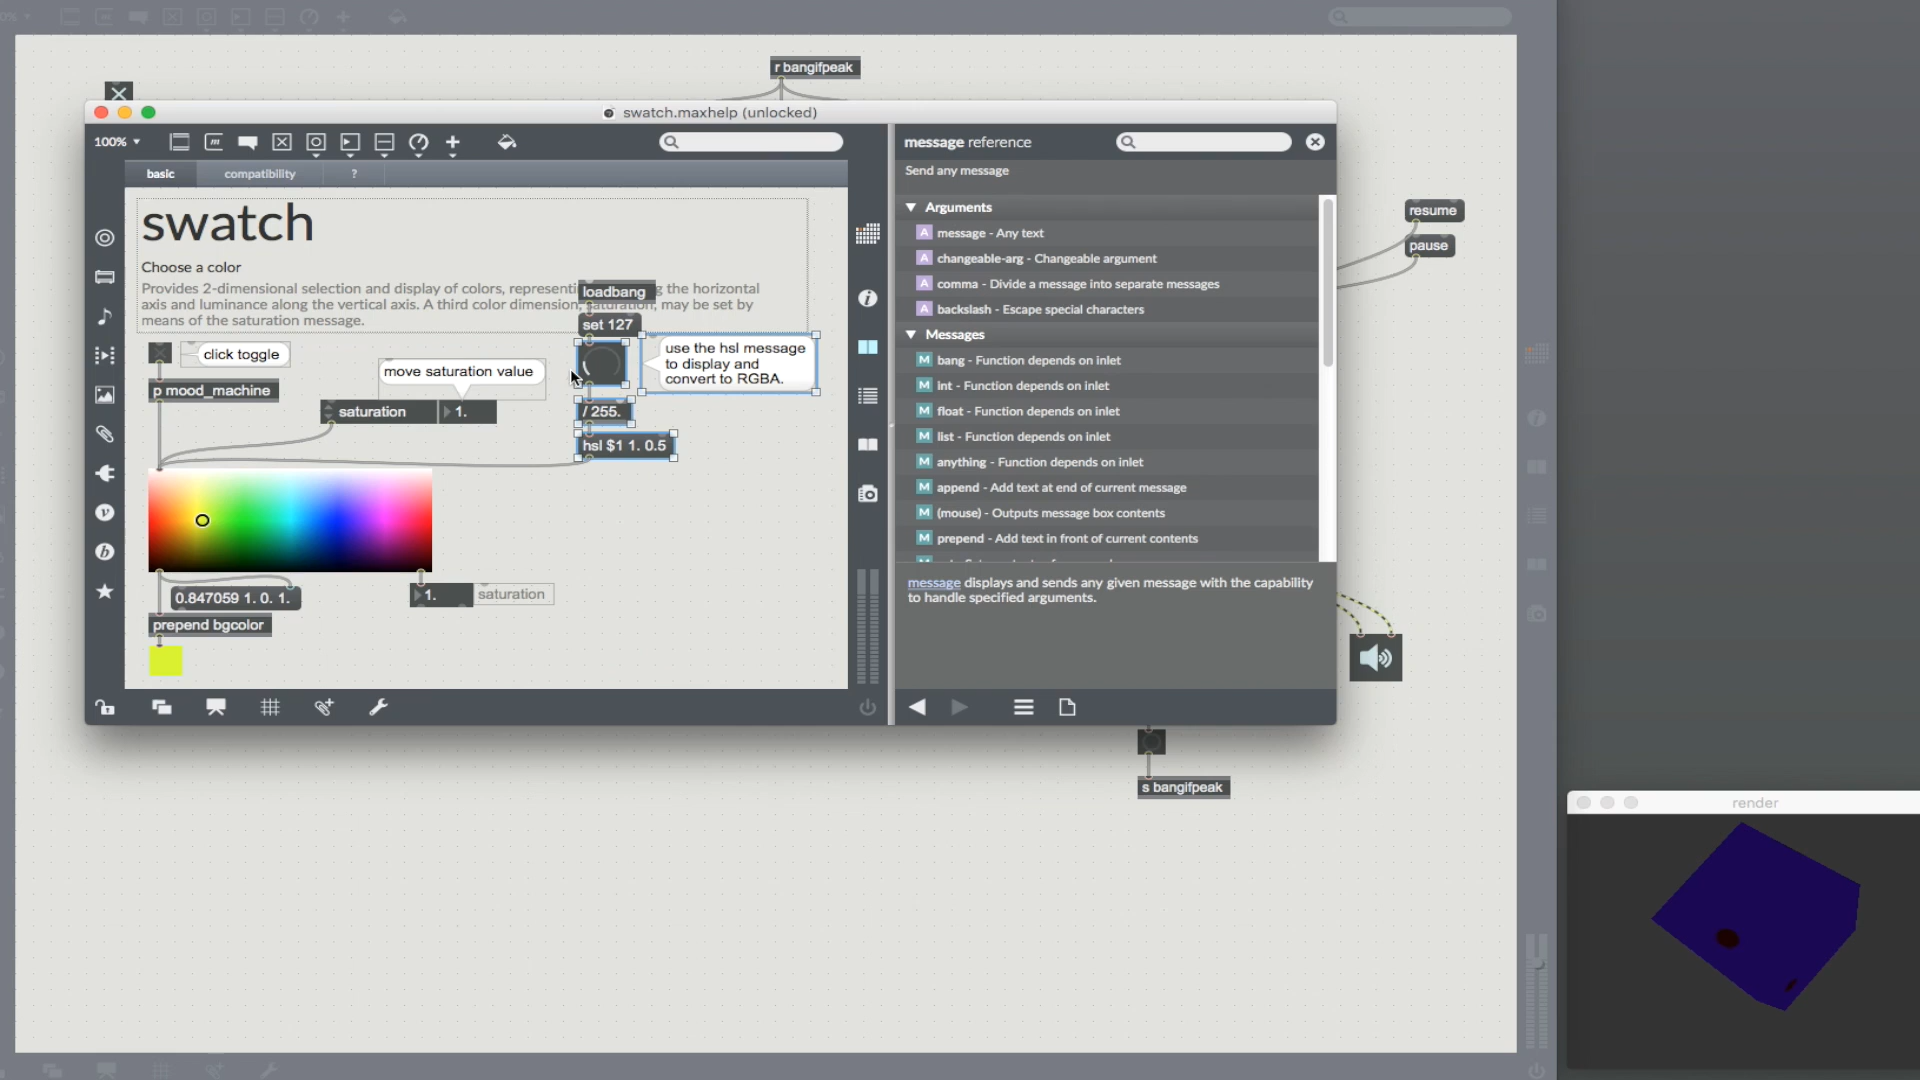 r bangifpeak
swatch.maxhelp (unlocked)
100%
basic
compatibility
?
swatch
Choose a color
Provides 2-dimensional selection and display of colors, representi g the horizontal
axis and luminance along the vertical axis. A third color dimension, saturation, may be set by
means of the saturation message.
loadbang
set 127
click toggle
p mood_machine
move saturation value
saturation
1.
use the hsl message
to display and
convert to RGBA.
/ 255.
hsl $1 1. 0.5
0.847059 1. 0. 1.
prepend bgcolor
1.
saturation
message reference
Send any message
Arguments
A message - Any text
A changeable-arg - Changeable argument
A comma - Divide a message into separate messages
A backslash - Escape special characters
Messages
M bang - Function depends on inlet
M int - Function depends on inlet
M float - Function depends on inlet
M list - Function depends on inlet
M anything - Function depends on inlet
M append - Add text at end of current message
M (mouse) - Outputs message box contents
M prepend - Add text in front of current contents
message displays and sends any given message with the capability
to handle specified arguments.
resume
pause
s bangifpeak
render